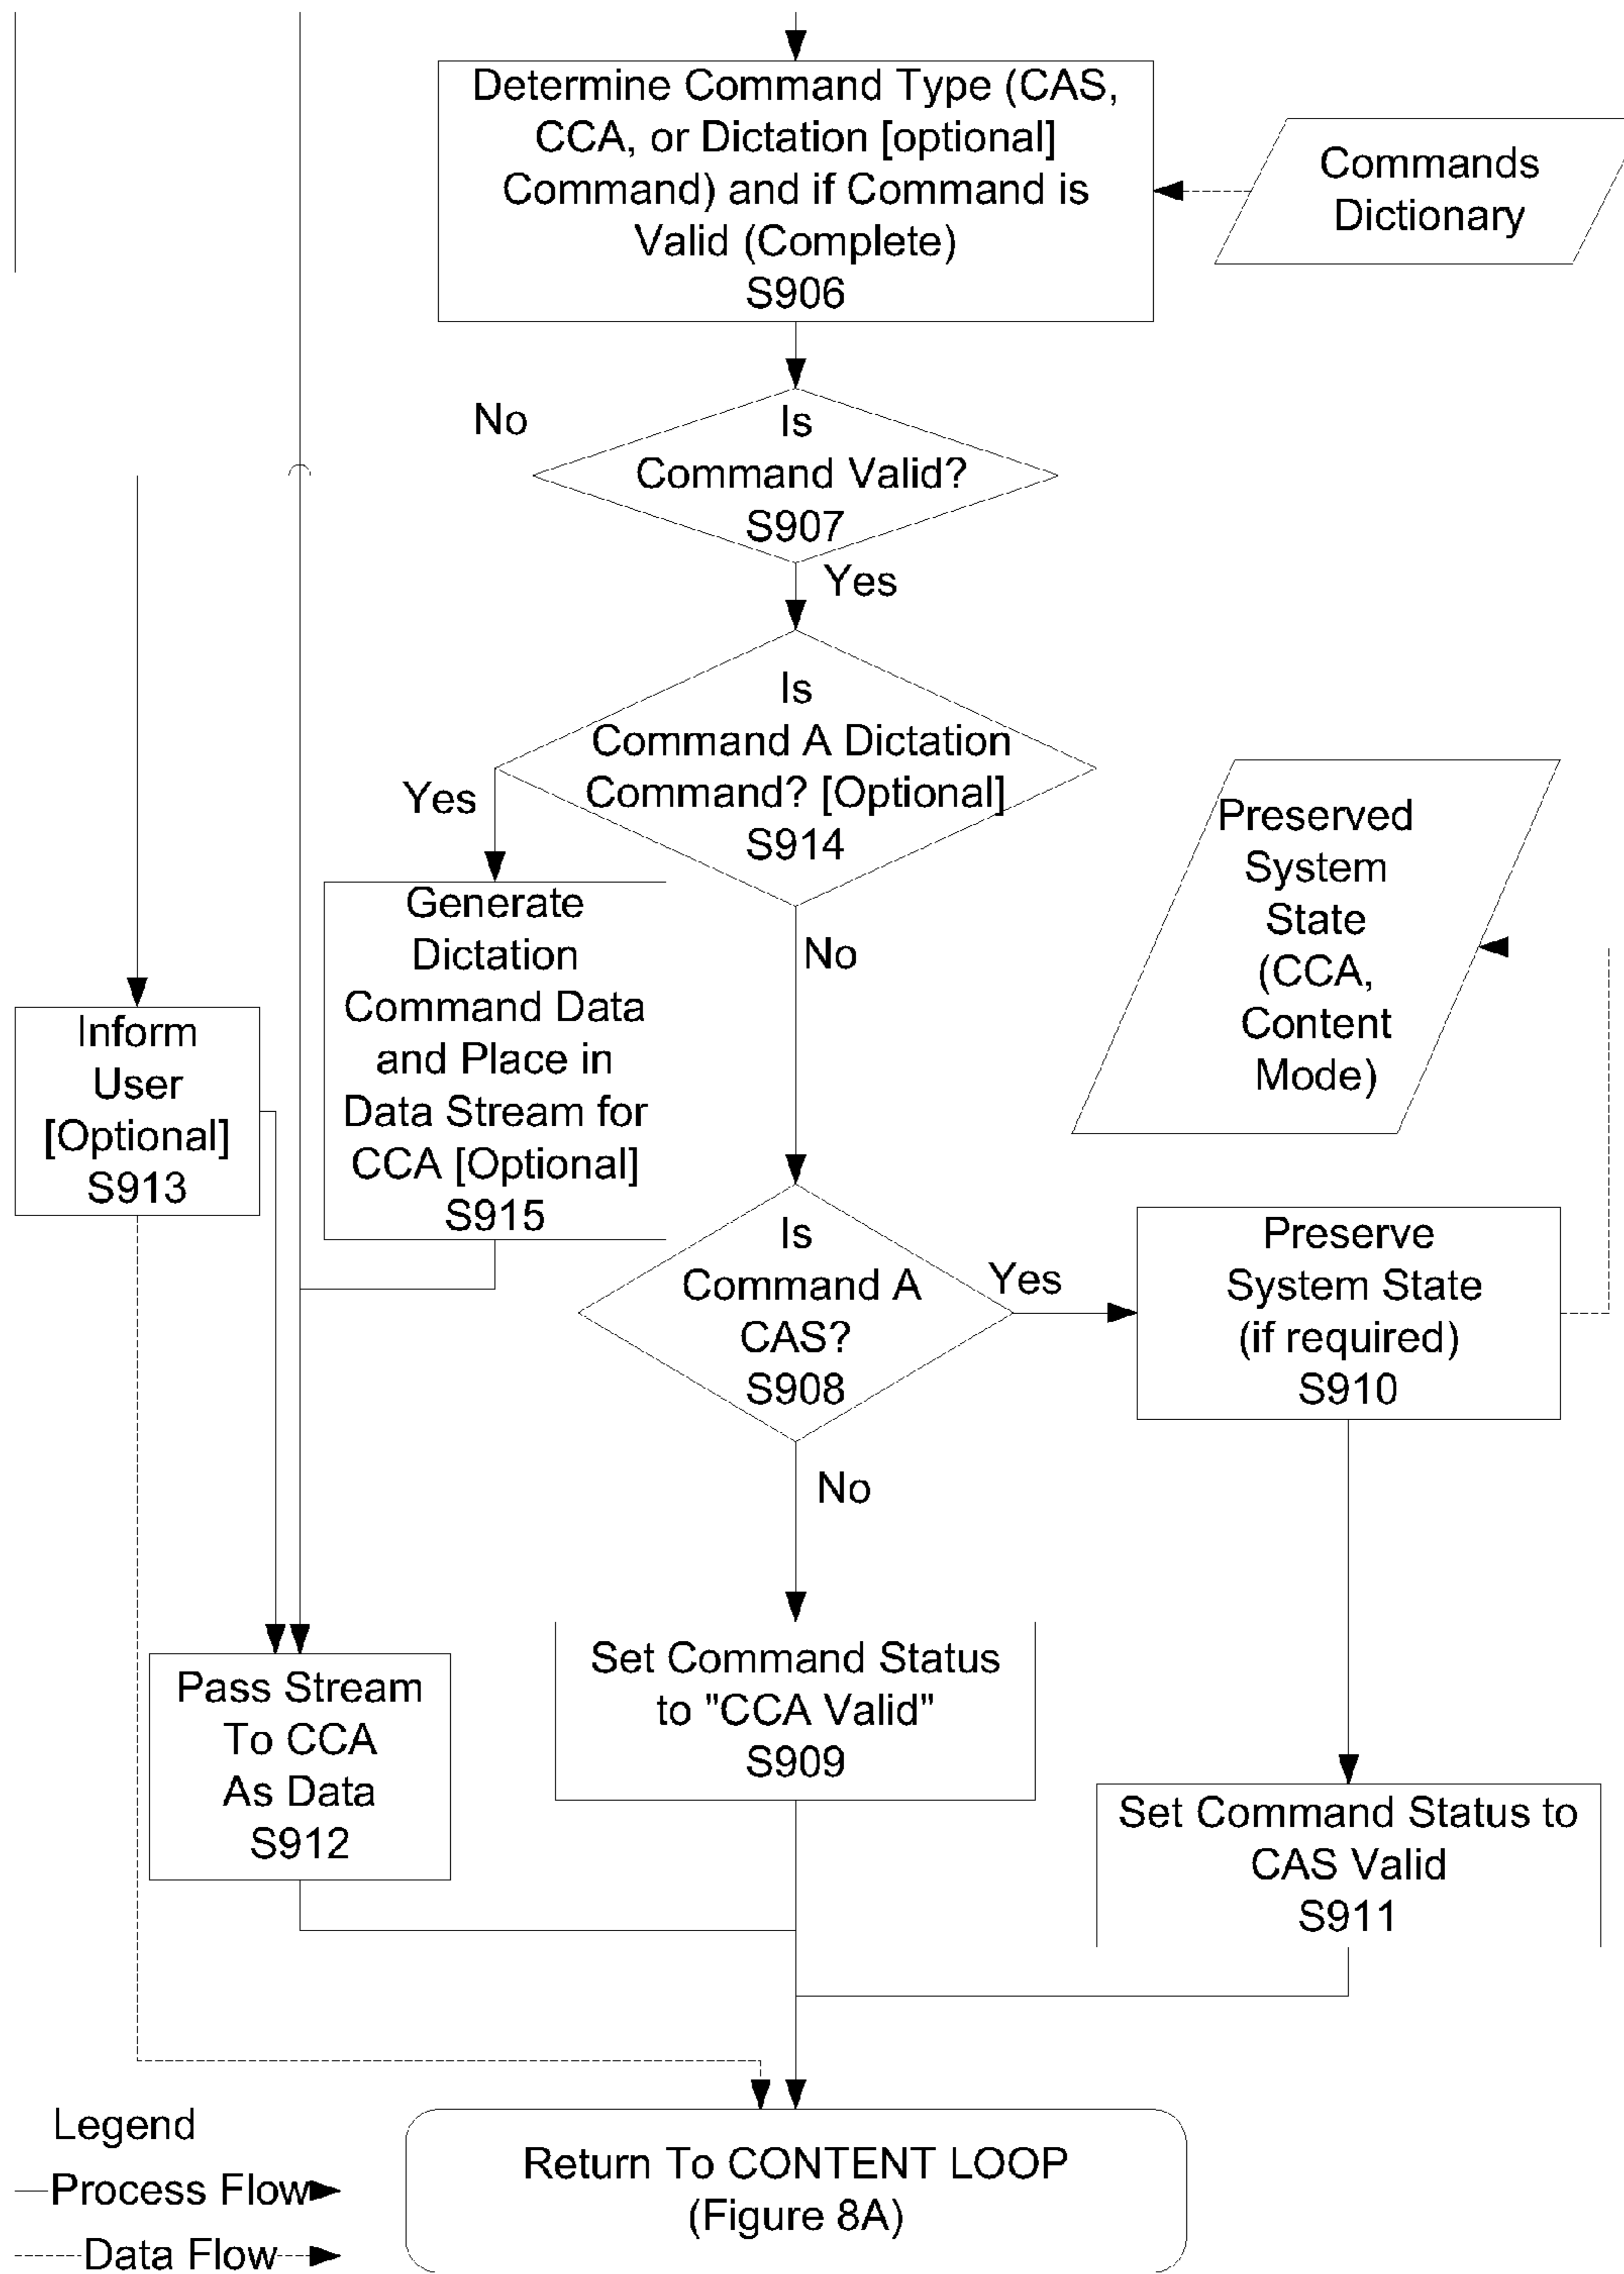 Determine Command Type (CAS,
CCA, or Dictation [optional]
Command) and if Command is
Valid (Complete)
S906
Commands
Dictionary
No
Is
Command Valid?
S907
Yes
Is
Command A Dictation
Command? [Optional]
S914
Yes
No
Generate
Dictation
Command Data
and Place in
Data Stream for
CCA [Optional]
S915
Preserved
System
State
(CCA,
Content
Mode)
Inform
User
[Optional]
S913
Is
Command A
CAS?
S908
Yes
Preserve
System State
(if required)
S910
No
Pass Stream
To CCA
As Data
S912
Set Command Status
to "CCA Valid"
S909
Set Command Status to
CAS Valid
S911
Legend
Process Flow
Data Flow
Return To CONTENT LOOP
(Figure 8A)